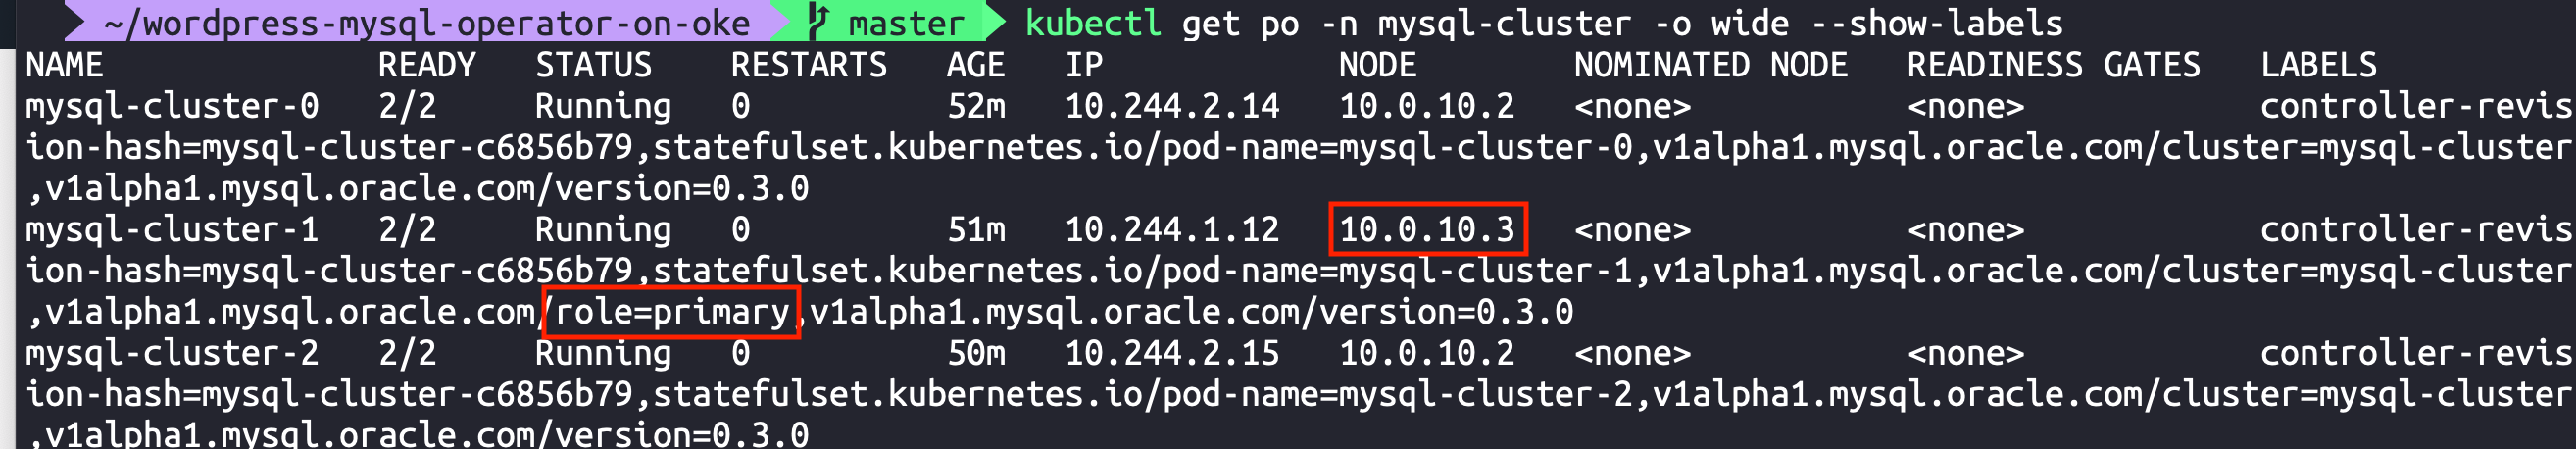 ~/wordpress-mysql-operator-on-oke master kubectl get po -n mysql-cluster -o wide --show-labels
NAME READY STATUS RESTARTS AGE IP NODE NOMINATED NODE READINESS GATES LABELS
mysql-cluster-0 2/2 Running 0 52m 10.244.2.14 10.0.10.2 <none> <none> controller-revis
ion-hash=mysql-cluster-c6856b79,statefulset.kubernetes.io/pod-name=mysql-cluster-0,v1alpha1.mysql.oracle.com/cluster=mysql-cluster
,v1alpha1.mysql.oracle.com/version=0.3.0
mysql-cluster-1 2/2 Running 0 51m 10.244.1.12 10.0.10.3 <none> <none> controller-revis
ion-hash=mysql-cluster-c6856b79,statefulset.kubernetes.io/pod-name=mysql-cluster-1,v1alpha1.mysql.oracle.com/cluster=mysql-cluster
,v1alpha1.mysql.oracle.com/role=primary,v1alpha1.mysql.oracle.com/version=0.3.0
mysql-cluster-2 2/2 Running 0 50m 10.244.2.15 10.0.10.2 <none> <none> controller-revis
ion-hash=mysql-cluster-c6856b79,statefulset.kubernetes.io/pod-name=mysql-cluster-2,v1alpha1.mysql.oracle.com/cluster=mysql-cluster
,v1alpha1.mysql.oracle.com/version=0.3.0